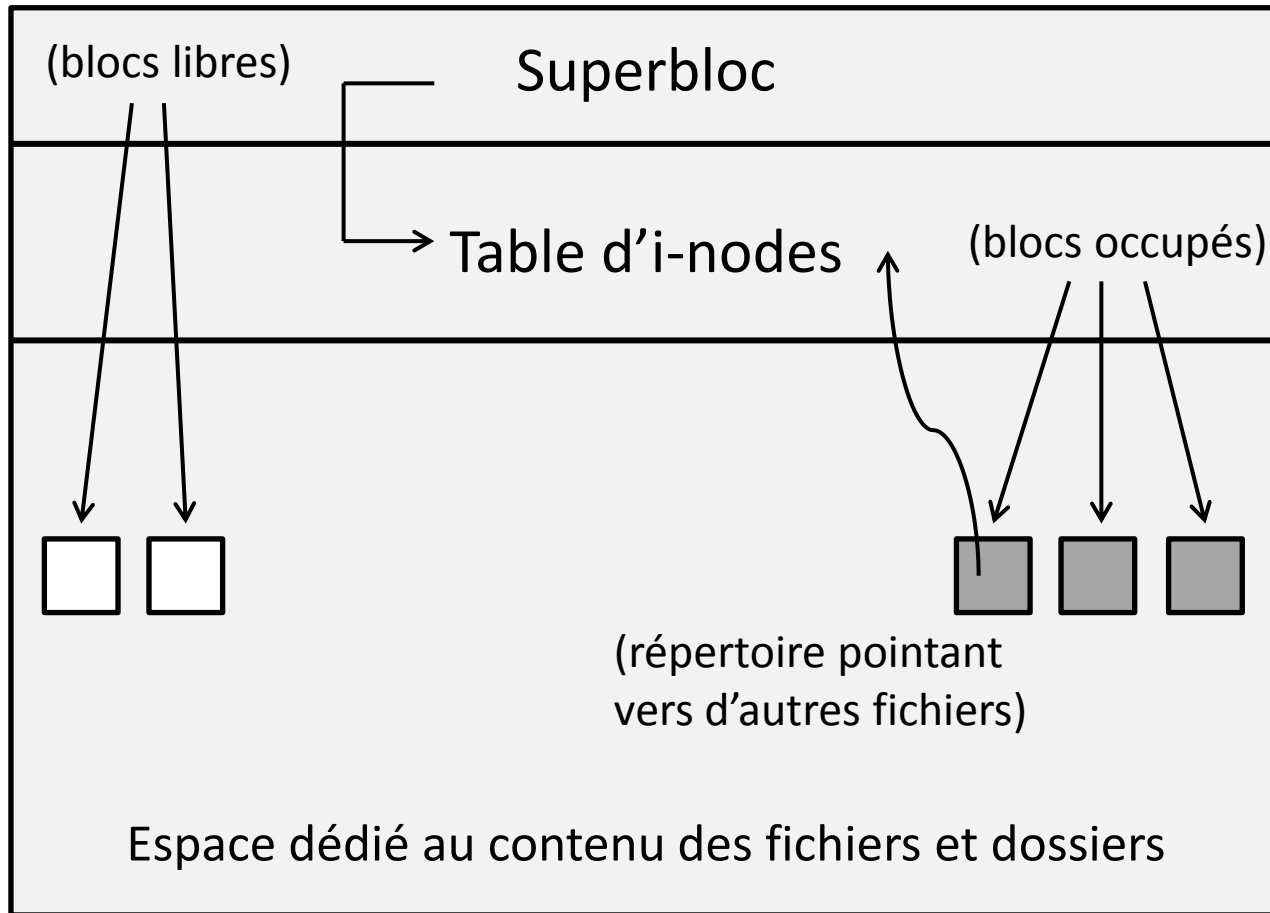 (blocs libres)
Superbloc
Table d'i-nodes
(blocs occupés)
(répertoire pointant
vers d'autres fichiers)
Espace dédié au contenu des fichiers et dossiers